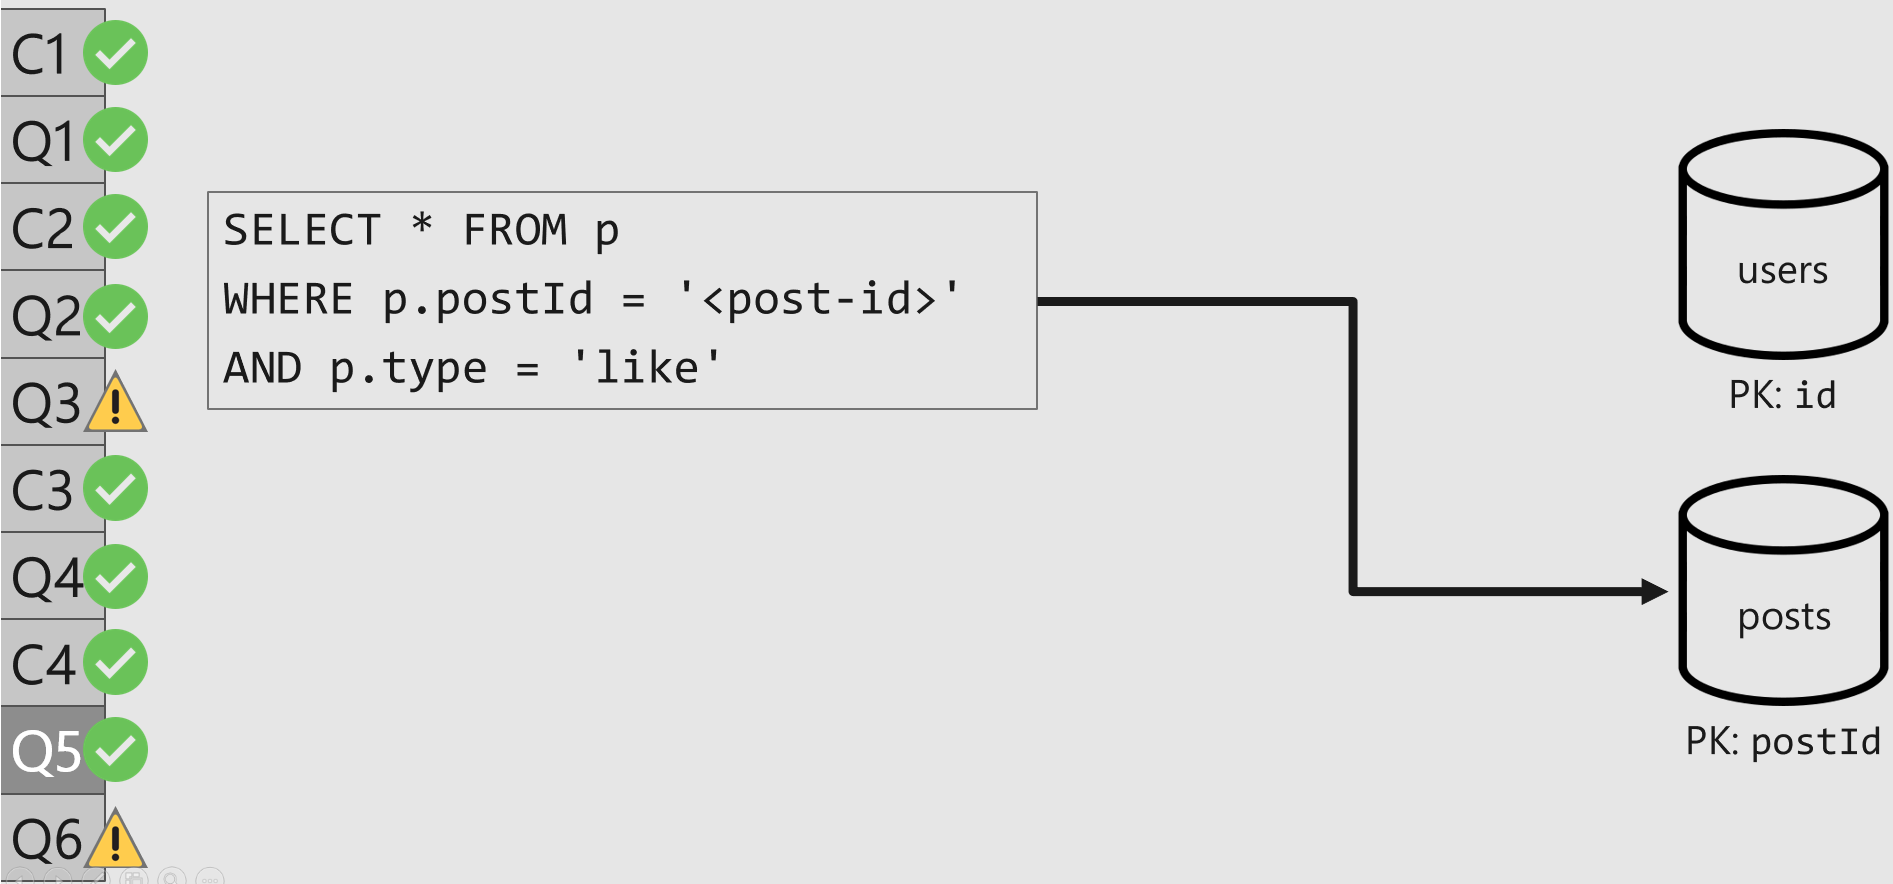 C1
Q1
C2
Q2
Q3
C3
Q4
C4
Q5
Q6
SELECT * FROM p
WHERE p.postId = '<post-id>'
AND p.type = 'like'
users
PK: id
posts
PK: postId